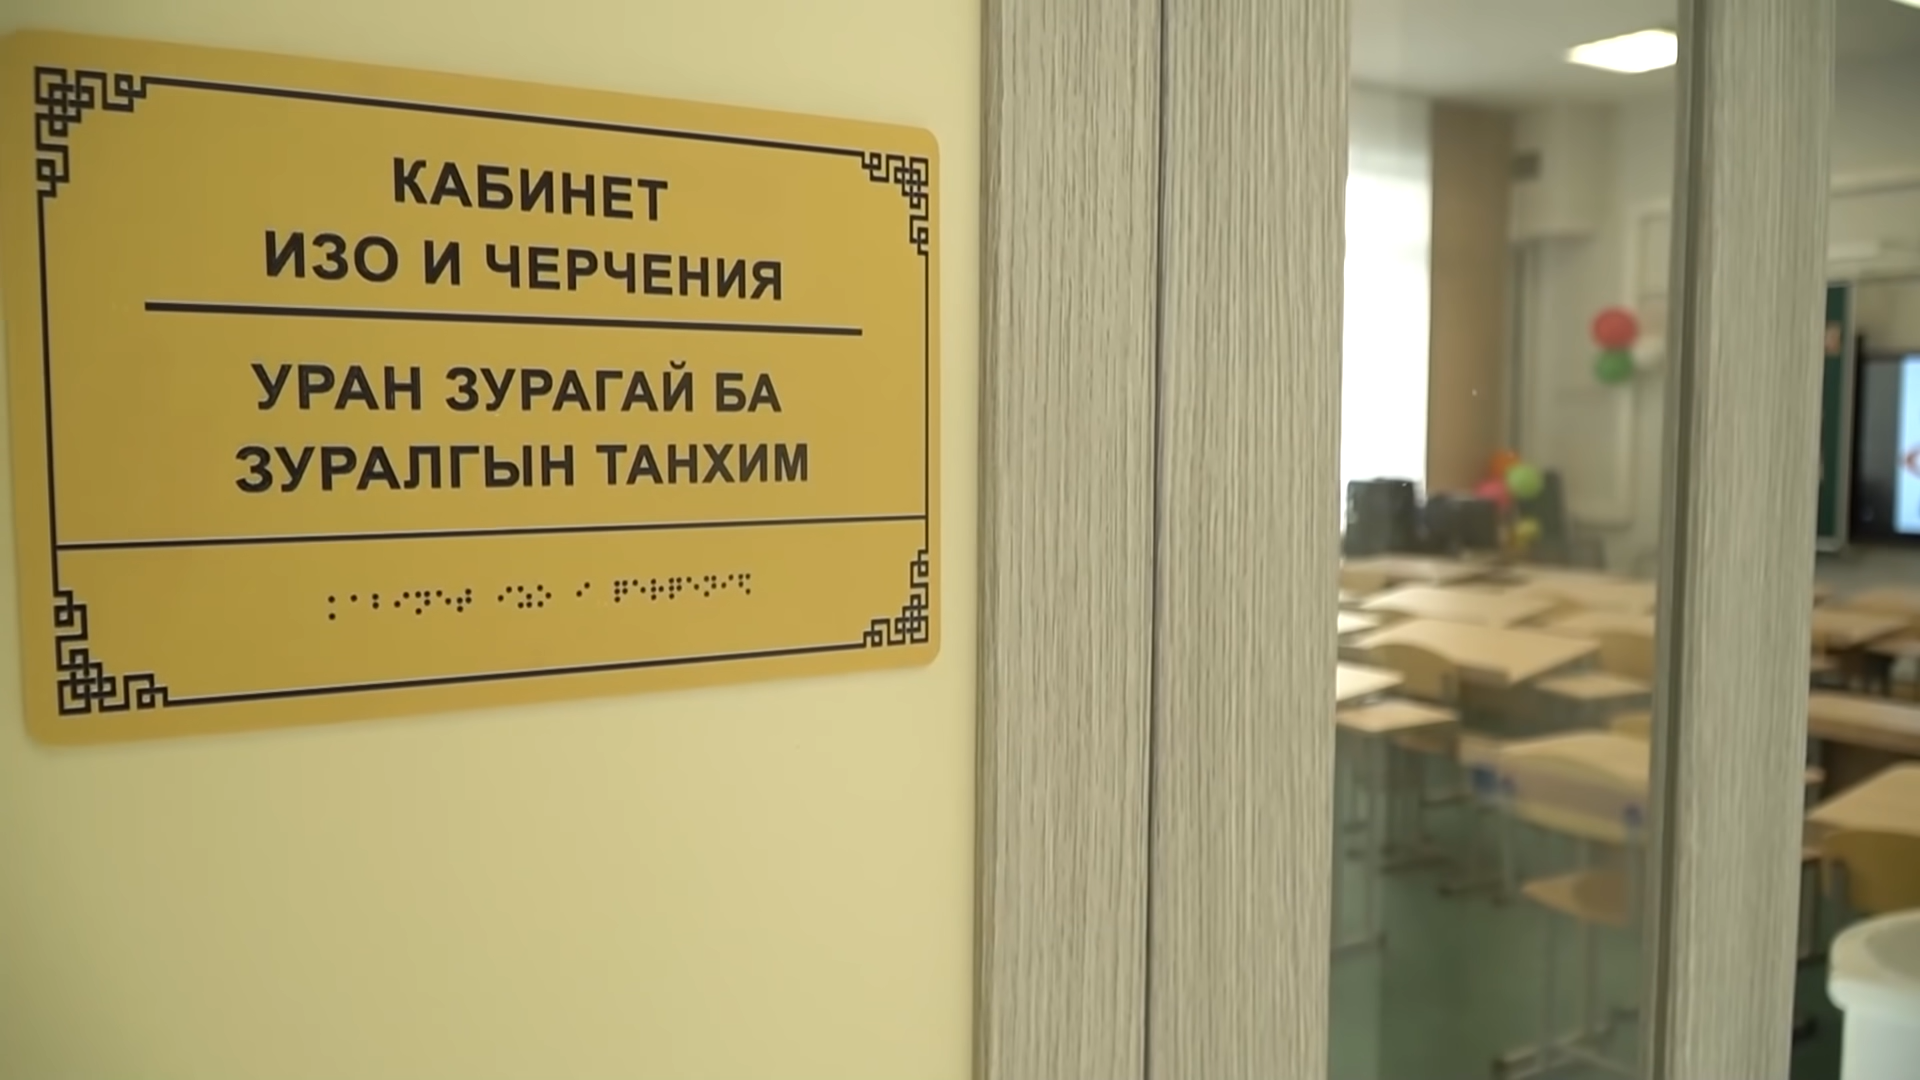 КАБИНЕТ
ИЗО И ЧЕРЧЕНИЯ
УРАН ЗУРАГАЙ БА
ЗУРАЛГЫН ТАНХИМ
⠅⠁⠃⠊⠝⠑⠞ ⠊⠵⠕ ⠊ ⠟⠑⠗⠟⠑⠝⠊⠫